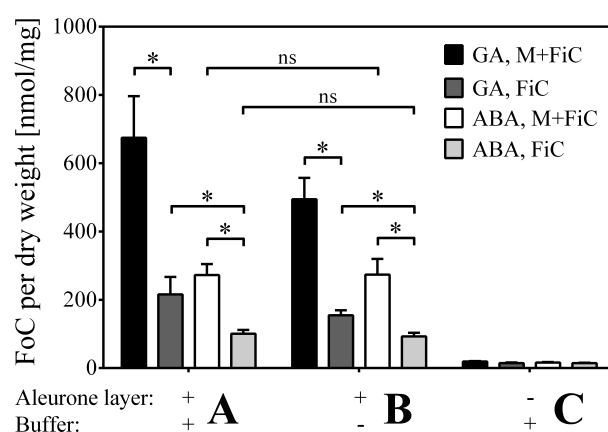 FoC per dry weight [nmol/mg]
1000
800
600
400
200
0
GA, M+FiC
GA, FiC
ABA, M+FiC
ABA, FiC
ns
ns
*
*
*
*
*
*
Aleurone layer: + + -
Buffer: + - +
A B C